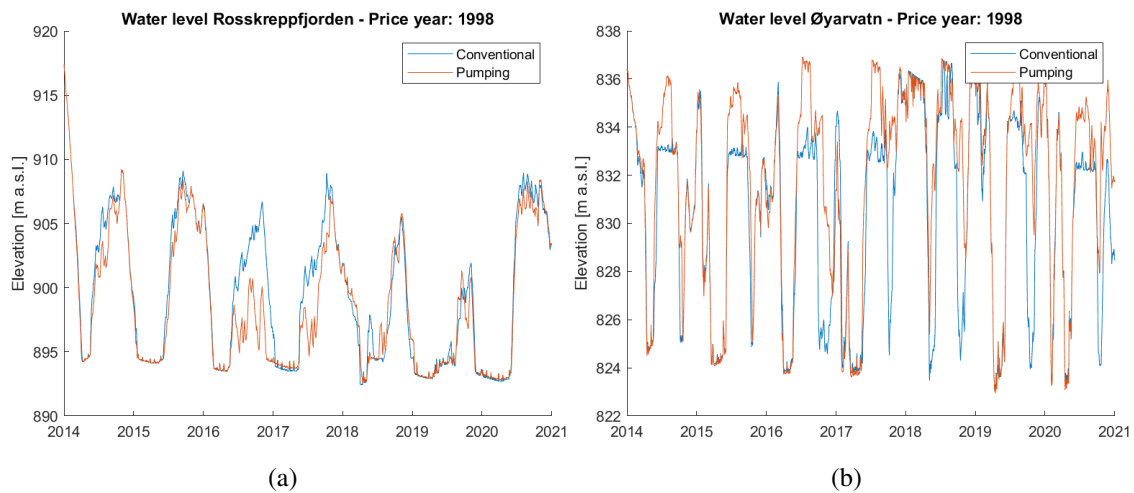 Water level Rosskreppfjorden - Price year: 1998
920
915
910
905
900
895
890
Elevation [m a.s.l.]
Conventional
Pumping
2014 2015 2016 2017 2018 2019 2020 2021
(a)
Water level Øyarvatn - Price year: 1998
838
836
834
832
830
828
826
824
822
Elevation [m a.s.l.]
Conventional
Pumping
2014 2015 2016 2017 2018 2019 2020 2021
(b)